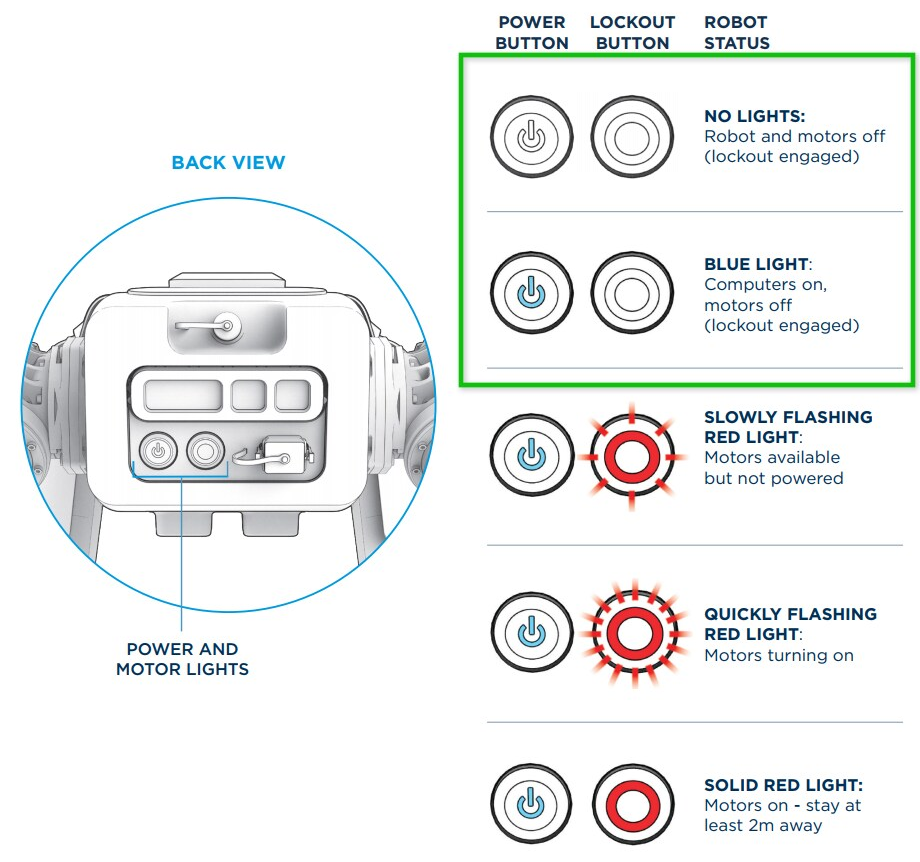 POWER BUTTON
LOCKOUT BUTTON
ROBOT STATUS
NO LIGHTS:
Robot and motors off
(lockout engaged)
BACK VIEW
BLUE LIGHT:
Computers on,
motors off
(lockout engaged)
SLOWLY FLASHING
RED LIGHT:
Motors available
but not powered
QUICKLY FLASHING
RED LIGHT:
Motors turning on
POWER AND
MOTOR LIGHTS
SOLID RED LIGHT:
Motors on - stay at
least 2m away